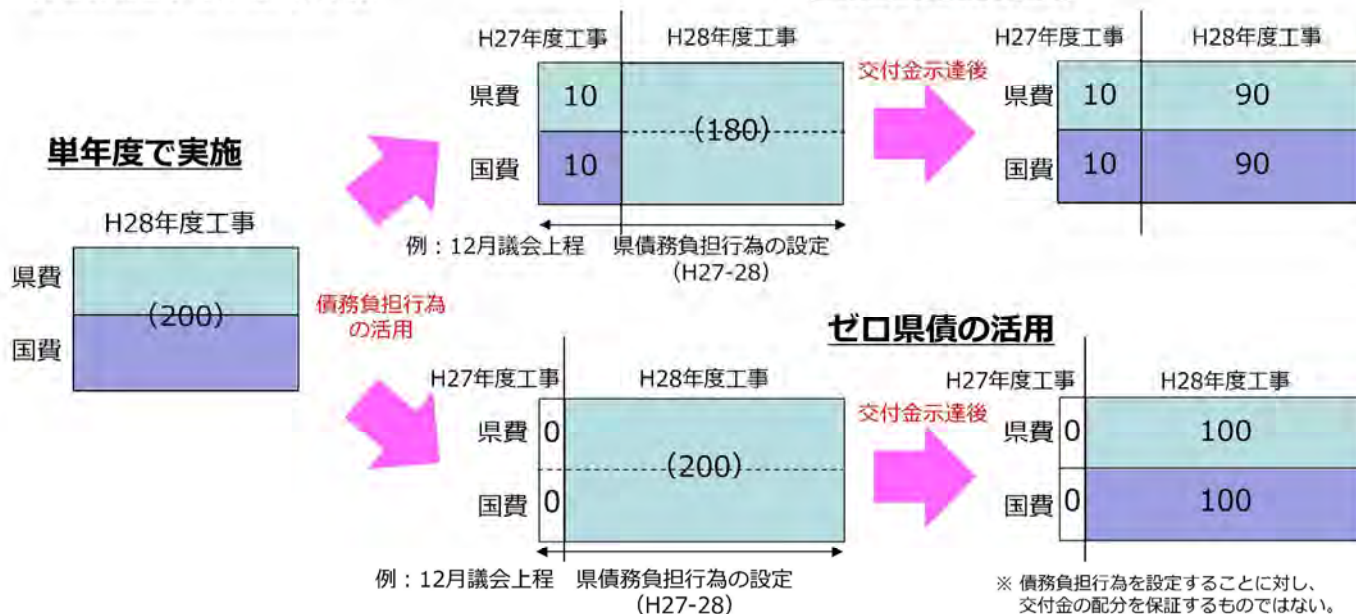 H27年度工事 H28年度工事
県費 10
(180)
国費 10
例：12月議会上程 県債務負担行為の設定
(H27-28)
交付金示達後
H27年度工事 H28年度工事
県費 10 90
国費 10 90
単年度で実施
H28年度工事
県費
(200)
国費
債務負担行為
の活用
ゼロ県債の活用
H27年度工事 H28年度工事
県費 0
(200)
国費 0
例：12月議会上程 県債務負担行為の設定
(H27-28)
交付金示達後
H27年度工事 H28年度工事
県費 0 100
国費 0 100
※ 債務負担行為を設定することに対し、
交付金の配分を保証するものではない。